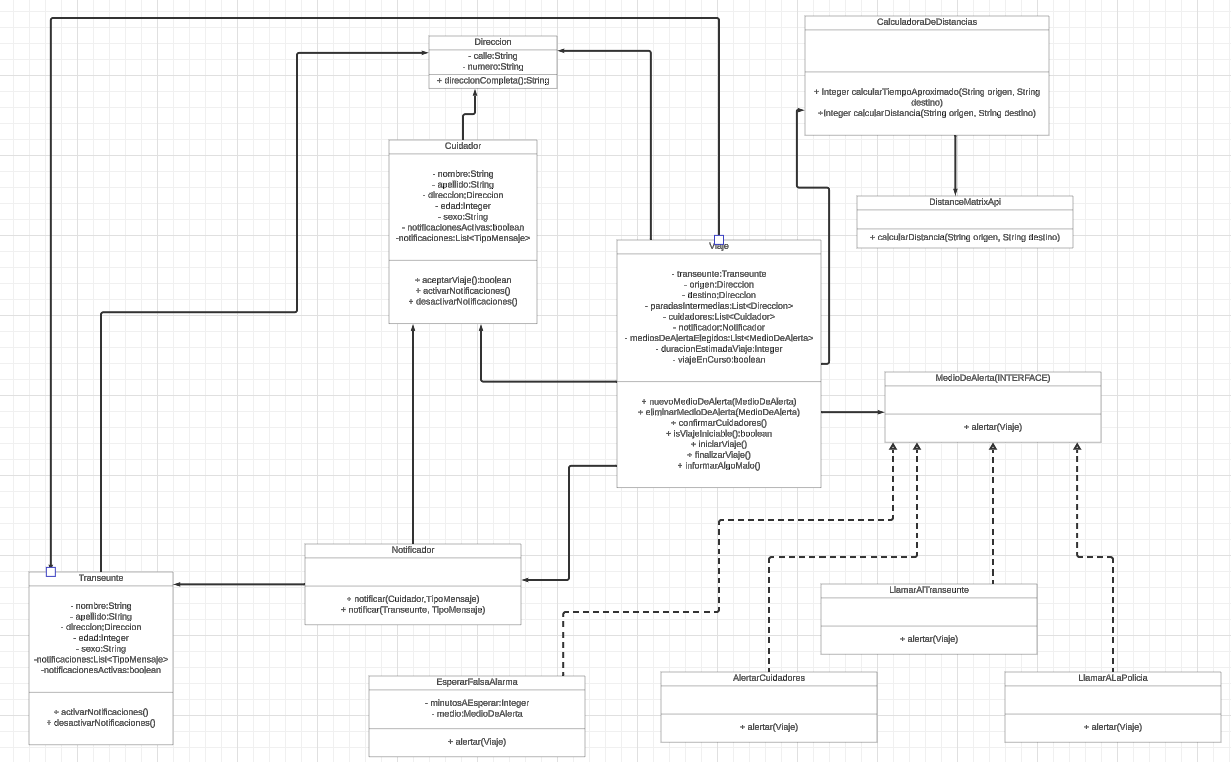 Direccion
- calle:String
- numero:String
+ direccionCompleta():String
CalculadoraDeDistancias
+ Integer calcularTiempoAproximado(String origen, String
destino)
+Integer calcularDistancia(String origen, String destino)
Cuidador
- nombre:String
- apellido:String
- direccion:Direccion
- edad:Integer
- sexo:String
- notificacionesActivas:boolean
-notificaciones:List<TipoMensaje>
+ aceptarViaje():boolean
+ activarNotificaciones()
+ desactivarNotificaciones()
DistanceMatrixApi
+ calcularDistancia(String origen, String destino)
Viaje
- transeunte:Transeunte
- origen:Direccion
- destino:Direccion
- paradasIntermedias:List<Direccion>
- cuidadores:List<Cuidador>
- notificador:Notificador
- mediosDeAlertaElegidos:List<MedioDeAlerta>
- duracionEstimadaViaje:Integer
- viajeEnCurso:boolean
+ nuevoMedioDeAlerta(MedioDeAlerta)
+ eliminarMedioDeAlerta(MedioDeAlerta)
+ confirmarCuidadores()
+ isViajeIniciable():boolean
+ iniciarViaje()
+ finalizarViaje()
+ informarAlgoMalo()
MedioDeAlerta(INTERFACE)
+ alertar(Viaje)
Notificador
+ notificar(Cuidador,TipoMensaje)
+ notificar(Transeunte, TipoMensaje)
Transeunte
- nombre:String
- apellido:String
- direccion:Direccion
- edad:Integer
- sexo:String
-notificaciones:List<TipoMensaje>
-notificacionesActivas:boolean
+ activarNotificaciones()
+ desactivarNotificaciones()
LlamarAlTranseunte
+ alertar(Viaje)
EsperarFalsaAlarma
- minutosAEsperar:Integer
- medio:MedioDeAlerta
+ alertar(Viaje)
AlertarCuidadores
+ alertar(Viaje)
LlamarALaPolicia
+ alertar(Viaje)